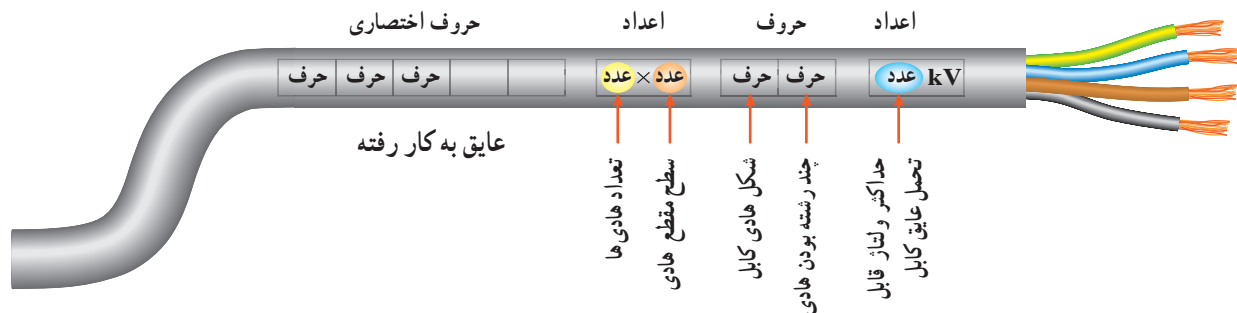 حروف اختصاری
اعداد
حروف
اعداد
حرف حرف حرف
عدد × عدد
حرف حرف
عدد kV
عایق به کار رفته
تعداد هادی‌ها
سطح مقطع هادی
شکل هادی کابل
چند رشته بودن هادی
حداکثر ولتاژ قابل
تحمل عایق کابل